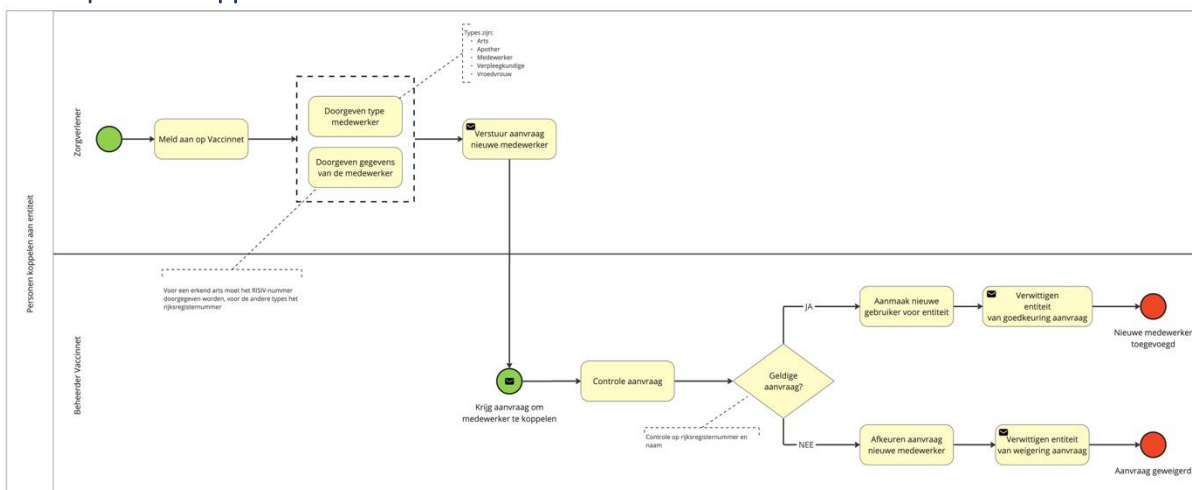 Personen koppelen aan entiteit
Zorgverlener
Types zijn:
- Arts
- Apother
- Medewerker
- Verpleegkundige
- Vroedvrouw
Meld aan op Vaccinnet
Doorgeven type
medewerker
Doorgeven gegevens
van de medewerker
Verstuur aanvraag
nieuwe medewerker
Voor een erkend arts moet het RISIV-nummer
doorgegeven worden, voor de andere types het
rijksregisternummer
Beheerder Vaccinnet
Krijg aanvraag om
medewerker te koppelen
Controle aanvraag
Geldige
aanvraag?
Controle op rijksregisternummer en
naam
JA
Aanmaak nieuwe
gebruiker voor entiteit
Verwittigen
entiteit
van goedkeuring aanvraag
Nieuwe medewerker
toegevoegd
NEE
Afkeuren aanvraag
nieuwe medewerker
Verwittigen entiteit
van weigering aanvraag
Aanvraag geweigerd